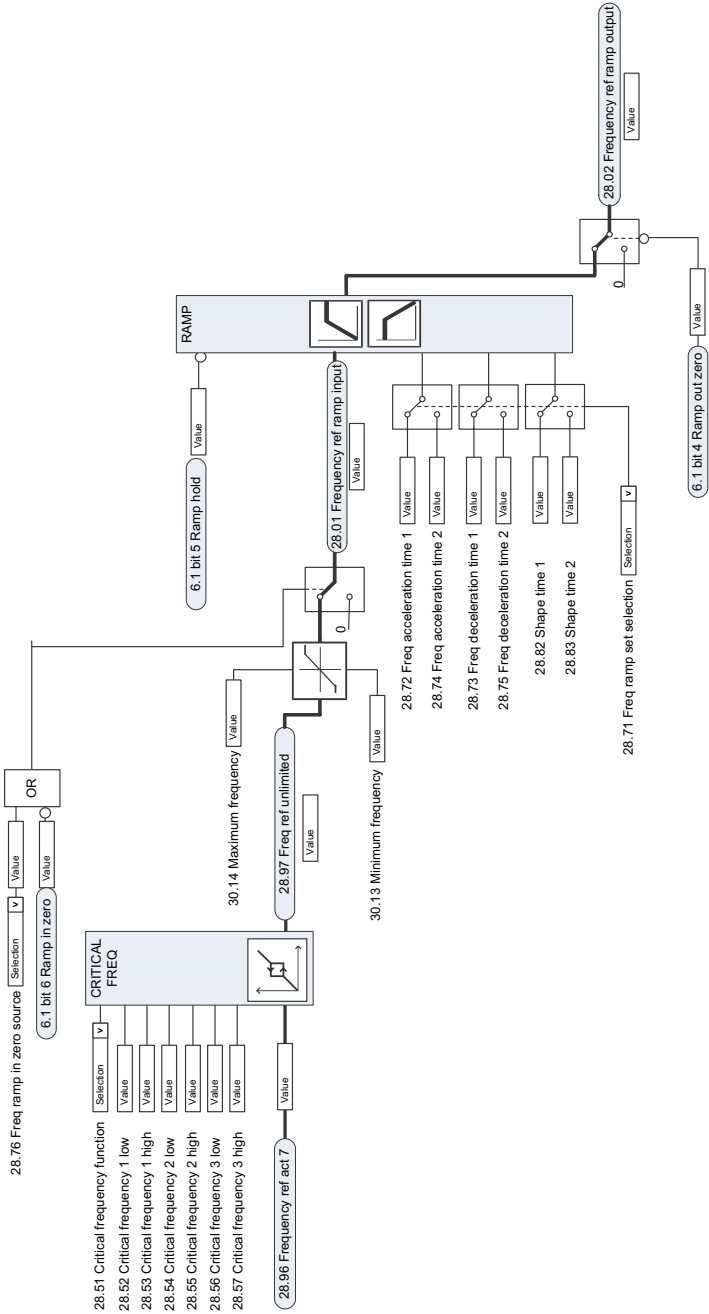 28.76 Freq ramp in zero source
Selection
v
Value
6.1 bit 6 Ramp in zero
Value
OR
28.51 Critical frequency function
Selection
v
28.52 Critical frequency 1 low
Value
28.53 Critical frequency 1 high
Value
28.54 Critical frequency 2 low
Value
28.55 Critical frequency 2 high
Value
28.56 Critical frequency 3 low
Value
28.57 Critical frequency 3 high
Value
28.96 Frequency ref act 7
Value
CRITICAL
FREQ
28.97 Freq ref unlimited
Value
30.14 Maximum frequency
Value
30.13 Minimum frequency
Value
0
28.01 Frequency ref ramp input
Value
6.1 bit 5 Ramp hold
Value
RAMP
28.72 Freq acceleration time 1
Value
28.74 Freq acceleration time 2
Value
28.73 Freq deceleration time 1
Value
28.75 Freq deceleration time 2
Value
28.82 Shape time 1
Value
28.83 Shape time 2
Value
28.71 Freq ramp set selection
Selection
v
0
28.02 Frequency ref ramp output
Value
6.1 bit 4 Ramp out zero
Value